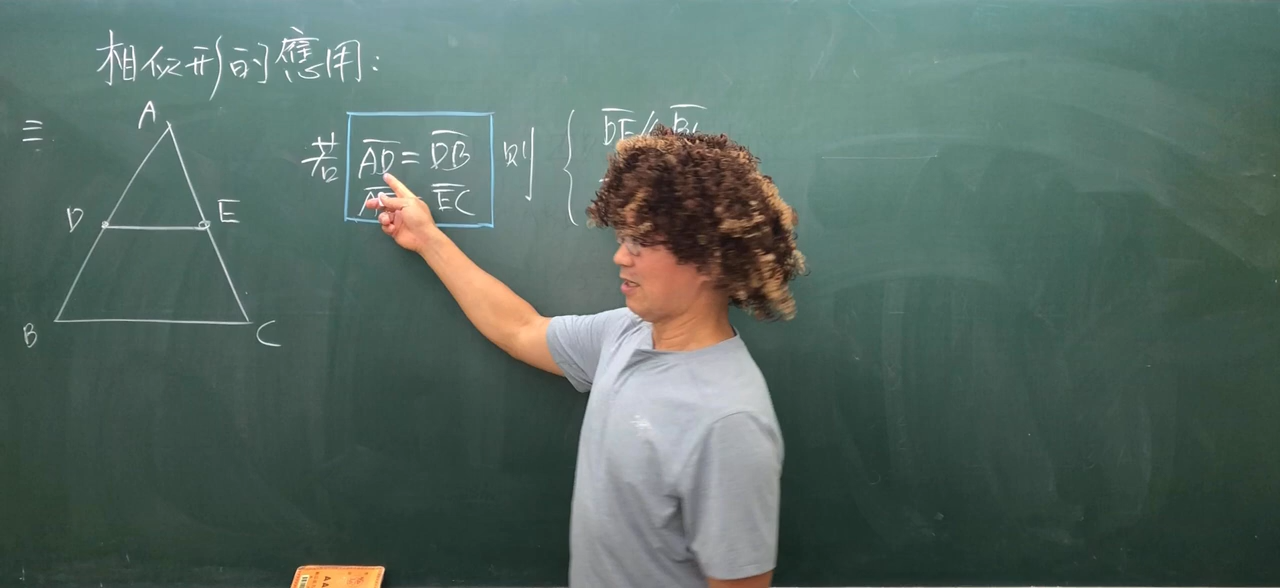 相似形的應用:
三
A
D
E
B
C
若 AD = DB 則 { DE // BC
AE = EC